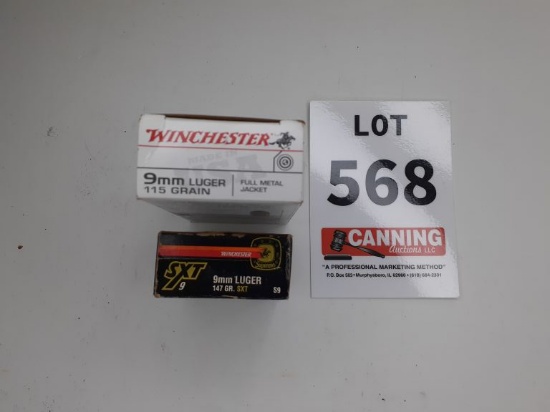 WINCHESTER
9mm LUGER
115 GRAIN
FULL METAL
JACKET
WINCHESTER
SXT
9
9mm LUGER
147 GR. SXT
S9
LOT
568
CANNING
Auctions LLC
"A PROFESSIONAL MARKETING METHOD"